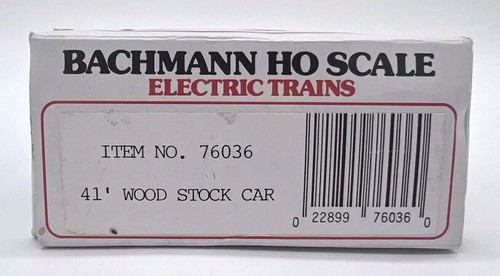 BACHMANN HO SCALE
ELECTRIC TRAINS
ITEM NO. 76036
41' WOOD STOCK CAR
0 22899 76036 0